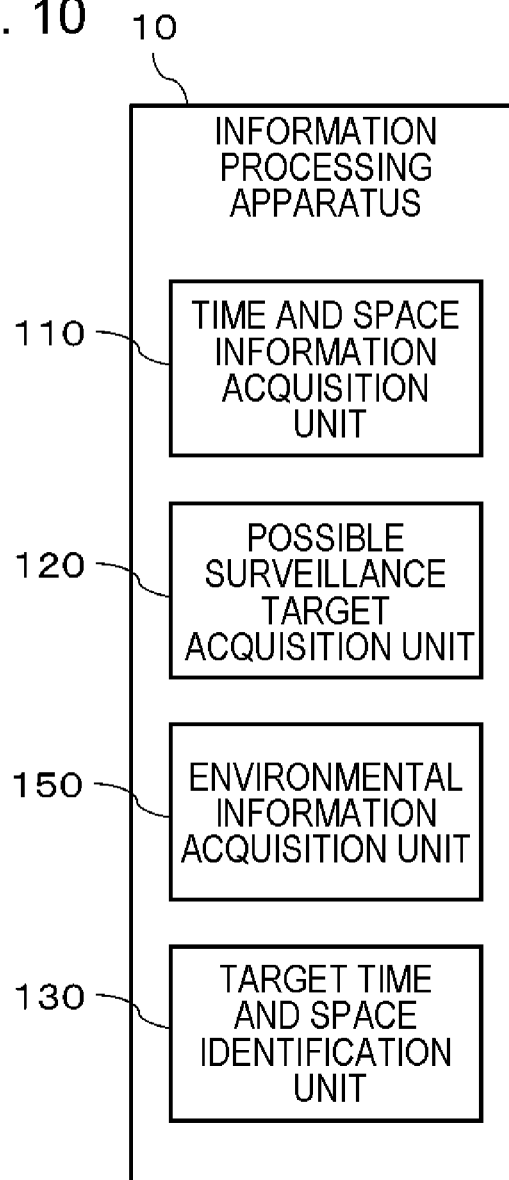 . 10
10
INFORMATION
PROCESSING
APPARATUS
110
TIME AND SPACE
INFORMATION
ACQUISITION
UNIT
120
POSSIBLE
SURVEILLANCE
TARGET
ACQUISITION UNIT
150
ENVIRONMENTAL
INFORMATION
ACQUISITION UNIT
130
TARGET TIME
AND SPACE
IDENTIFICATION
UNIT